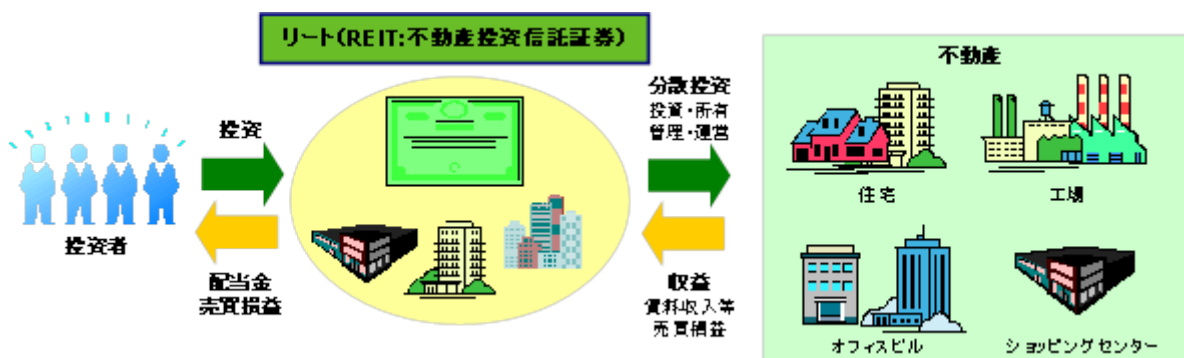 リート(REIT:不動産投資信託証券)
投資
投資者
配当金
売買損益
分散投資
投資・所有
管理・運営
収益
賃料収入等
売買損益
不動産
住宅
工場
オフィスビル
ショッピングセンター